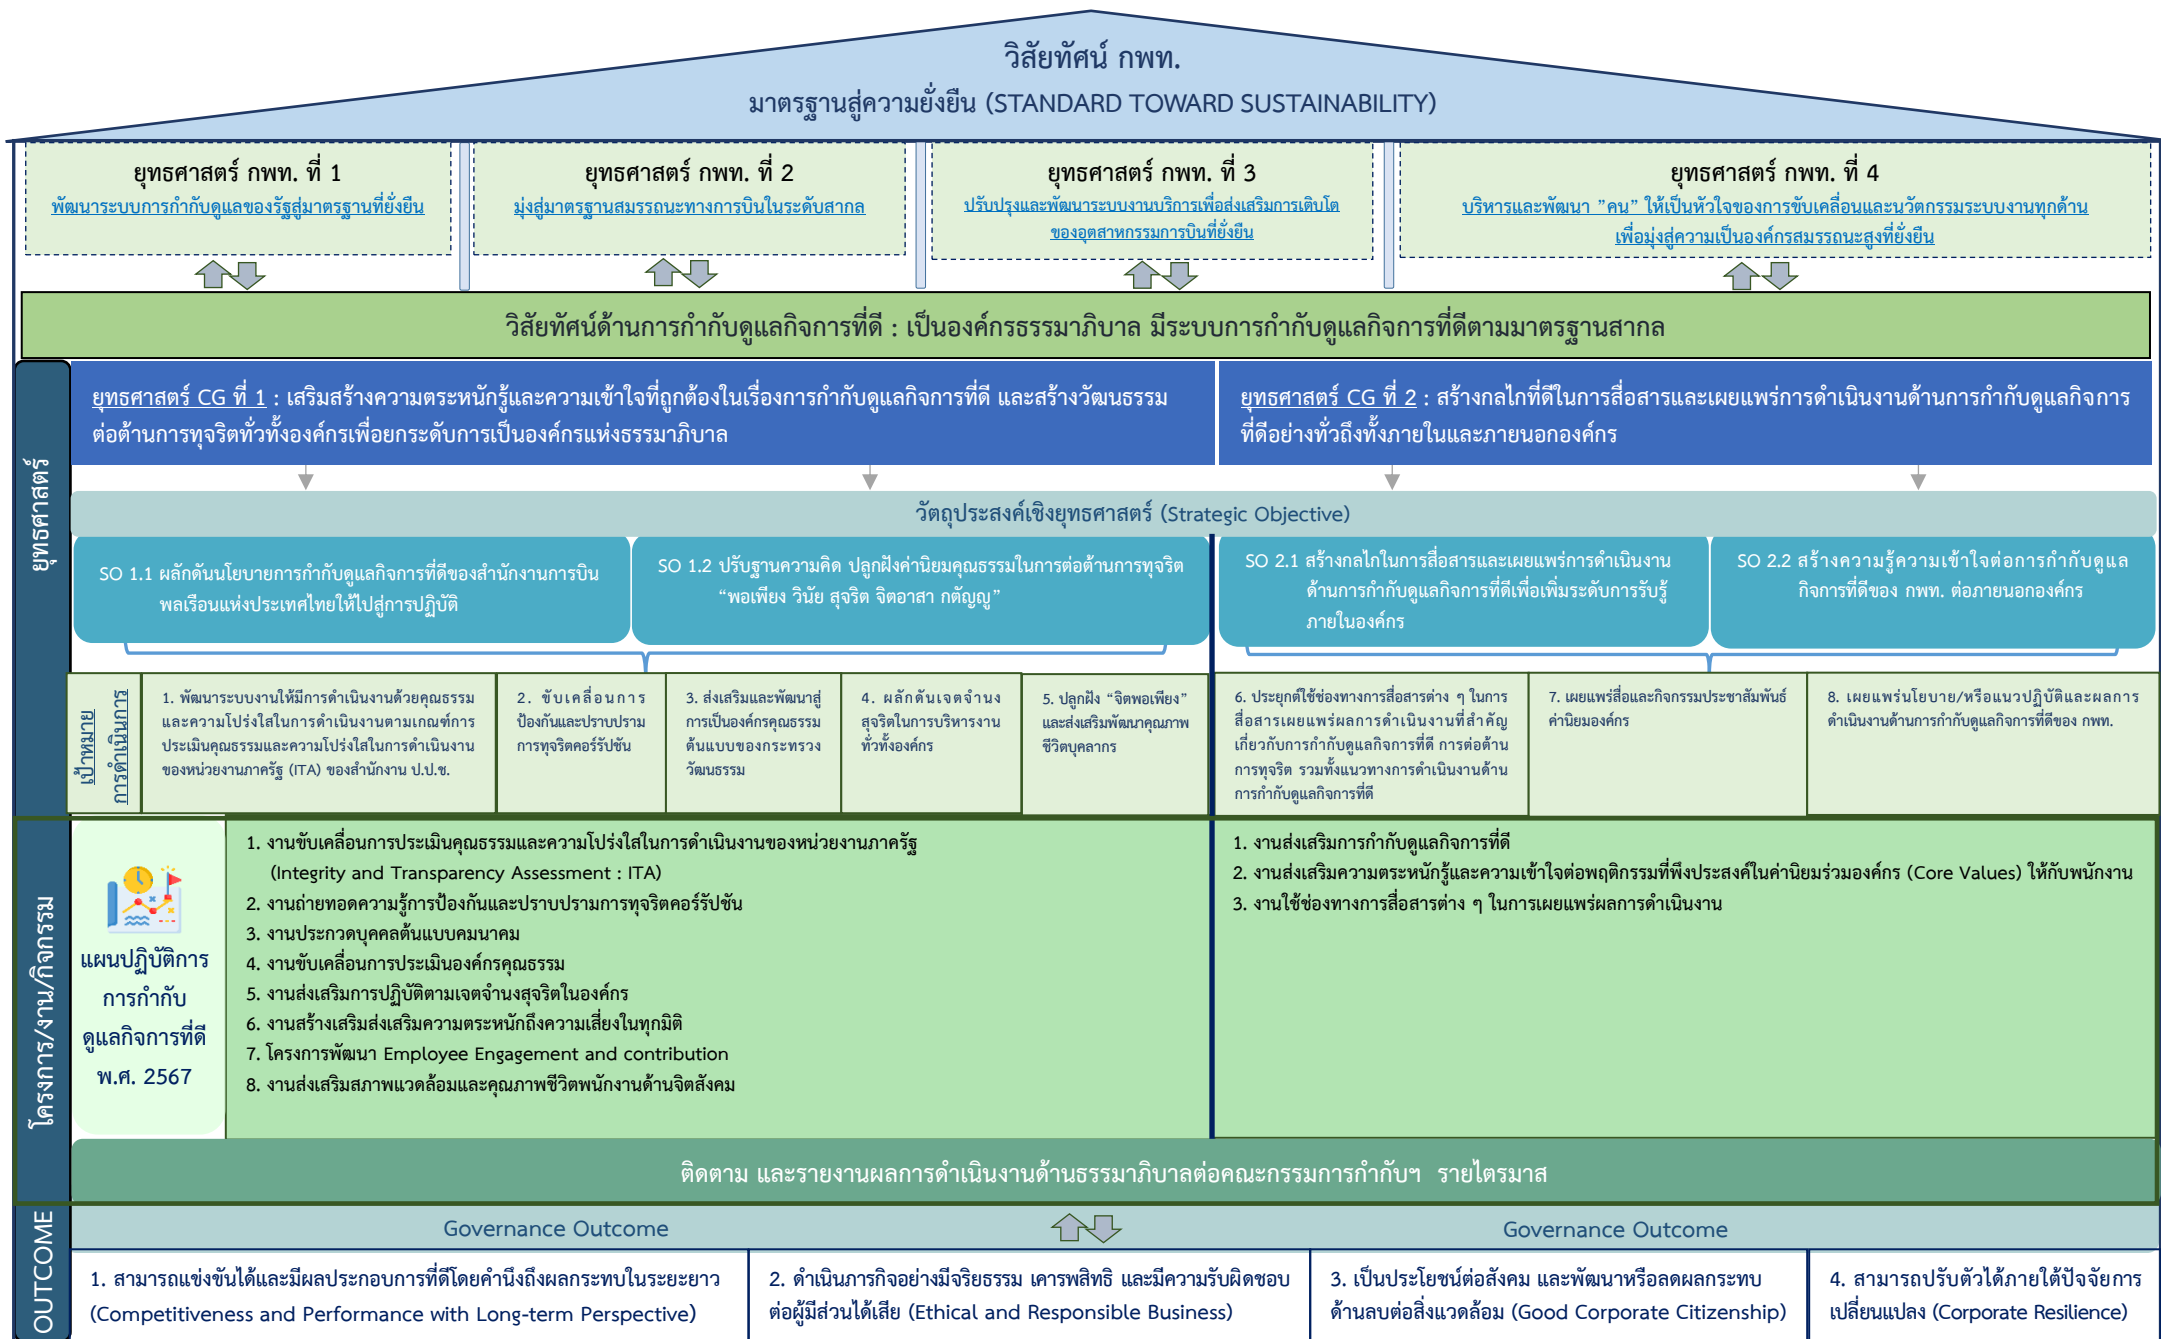 วิสัยทัศน์ กพท.
มาตรฐานสู่ความยั่งยืน (STANDARD TOWARD SUSTAINABILITY)
ยุทธศาสตร์ กพท. ที่ 1
พัฒนาระบบการกำกับดูแลของรัฐสู่มาตรฐานที่ยั่งยืน
ยุทธศาสตร์ กพท. ที่ 2
มุ่งสู่มาตรฐานสมรรถนะทางการบินในระดับสากล
ยุทธศาสตร์ กพท. ที่ 3
ปรับปรุงและพัฒนาระบบงานบริการเพื่อส่งเสริมการเติบโต
ของอุตสาหกรรมการบินที่ยั่งยืน
ยุทธศาสตร์ กพท. ที่ 4
บริหารและพัฒนา ”คน” ให้เป็นหัวใจของการขับเคลื่อนและนวัตกรรมระบบงานทุกด้าน
เพื่อมุ่งสู่ความเป็นองค์กรสมรรถนะสูงที่ยั่งยืน
วิสัยทัศน์ด้านการกำกับดูแลกิจการที่ดี : เป็นองค์กรธรรมาภิบาล มีระบบการกำกับดูแลกิจการที่ดีตามมาตรฐานสากล
ยุทธศาสตร์
ยุทธศาสตร์ CG ที่ 1 : เสริมสร้างความตระหนักรู้และความเข้าใจที่ถูกต้องในเรื่องการกำกับดูแลกิจการที่ดี และสร้างวัฒนธรรม
ต่อต้านการทุจริตทั่วทั้งองค์กรเพื่อยกระดับการเป็นองค์กรแห่งธรรมาภิบาล
ยุทธศาสตร์ CG ที่ 2 : สร้างกลไกที่ดีในการสื่อสารและเผยแพร่การดำเนินงานด้านการกำกับดูแลกิจการ
ที่ดีอย่างทั่วถึงทั้งภายในและภายนอกองค์กร
วัตถุประสงค์เชิงยุทธศาสตร์ (Strategic Objective)
SO 1.1 ผลักดันนโยบายการกำกับดูแลกิจการที่ดีของสำนักงานการบิน
พลเรือนแห่งประเทศไทยให้ไปสู่การปฏิบัติ
SO 1.2 ปรับฐานความคิด ปลูกฝังค่านิยมคุณธรรมในการต่อต้านการทุจริต
“พอเพียง วินัย สุจริต จิตอาสา กตัญญู”
SO 2.1 สร้างกลไกในการสื่อสารและเผยแพร่การดำเนินงาน
ด้านการกำกับดูแลกิจการที่ดีเพื่อเพิ่มระดับการรับรู้
ภายในองค์กร
SO 2.2 สร้างความรู้ความเข้าใจต่อการกำกับดูแล
กิจการที่ดีของ กพท. ต่อภายนอกองค์กร
เป้าหมาย
การดำเนินการ
1. พัฒนาระบบงานให้มีการดำเนินงานด้วยคุณธรรม
และความโปร่งใสในการดำเนินงานตามเกณฑ์การ
ประเมินคุณธรรมและความโปร่งใสในการดำเนินงาน
ของหน่วยงานภาครัฐ (ITA) ของสำนักงาน ป.ป.ช.
2. ขับเคลื่อนการ
ป้องกันและปราบปราม
การทุจริตคอร์รัปชัน
3. ส่งเสริมและพัฒนาสู่
การเป็นองค์กรคุณธรรม
ต้นแบบของกระทรวง
วัฒนธรรม
4. ผลักดันเจตจำนง
สุจริตในการบริหารงาน
ทั่วทั้งองค์กร
5. ปลูกฝัง “จิตพอเพียง”
และส่งเสริมพัฒนาคุณภาพ
ชีวิตบุคลากร
6. ประยุกต์ใช้ช่องทางการสื่อสารต่าง ๆ ในการ
สื่อสารเผยแพร่ผลการดำเนินงานที่สำคัญ
เกี่ยวกับการกำกับดูแลกิจการที่ดี การต่อต้าน
การทุจริต รวมทั้งแนวทางการดำเนินงานด้าน
การกำกับดูแลกิจการที่ดี
7. เผยแพร่สื่อและกิจกรรมประชาสัมพันธ์
ค่านิยมองค์กร
8. เผยแพร่นโยบาย/หรือแนวปฏิบัติและผลการ
ดำเนินงานด้านการกำกับดูแลกิจการที่ดีของ กพท.
โครงการ/งาน/กิจกรรม
แผนปฏิบัติการ
การกำกับ
ดูแลกิจการที่ดี
พ.ศ. 2567
1. งานขับเคลื่อนการประเมินคุณธรรมและความโปร่งใสในการดำเนินงานของหน่วยงานภาครัฐ
(Integrity and Transparency Assessment : ITA)
2. งานถ่ายทอดความรู้การป้องกันและปราบปรามการทุจริตคอร์รัปชัน
3. งานประกวดบุคคลต้นแบบคมนาคม
4. งานขับเคลื่อนการประเมินองค์กรคุณธรรม
5. งานส่งเสริมการปฏิบัติตามเจตจำนงสุจริตในองค์กร
6. งานสร้างเสริมส่งเสริมความตระหนักถึงความเสี่ยงในทุกมิติ
7. โครงการพัฒนา Employee Engagement and contribution
8. งานส่งเสริมสภาพแวดล้อมและคุณภาพชีวิตพนักงานด้านจิตสังคม
1. งานส่งเสริมการกำกับดูแลกิจการที่ดี
2. งานส่งเสริมความตระหนักรู้และความเข้าใจต่อพฤติกรรมที่พึงประสงค์ในค่านิยมร่วมองค์กร (Core Values) ให้กับพนักงาน
3. งานใช้ช่องทางการสื่อสารต่าง ๆ ในการเผยแพร่ผลการดำเนินงาน
ติดตาม และรายงานผลการดำเนินงานด้านธรรมาภิบาลต่อคณะกรรมการกำกับฯ รายไตรมาส
OUTCOME
Governance Outcome
Governance Outcome
1. สามารถแข่งขันได้และมีผลประกอบการที่ดีโดยคำนึงถึงผลกระทบในระยะยาว
(Competitiveness and Performance with Long-term Perspective)
2. ดำเนินภารกิจอย่างมีจริยธรรม เคารพสิทธิ และมีความรับผิดชอบ
ต่อผู้มีส่วนได้เสีย (Ethical and Responsible Business)
3. เป็นประโยชน์ต่อสังคม และพัฒนาหรือลดผลกระทบ
ด้านลบต่อสิ่งแวดล้อม (Good Corporate Citizenship)
4. สามารถปรับตัวได้ภายใต้ปัจจัยการ
เปลี่ยนแปลง (Corporate Resilience)